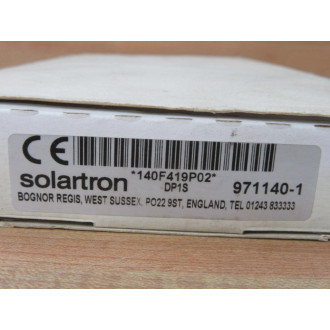 CE
*140F419P02*
solartron DP1S 971140-1
BOGNOR REGIS, WEST SUSSEX, PO22 9ST, ENGLAND, TEL 01243 833333